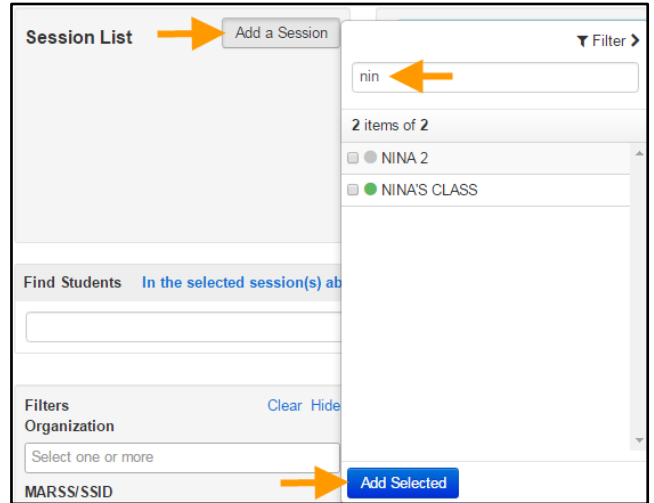 Session List
Add a Session
Filter
nin
2 items of 2
NINA 2
NINA'S CLASS
Find Students In the selected session(s) ab
Filters
Clear Hide
Organization
Select one or more
MARSS/SSID
Add Selected